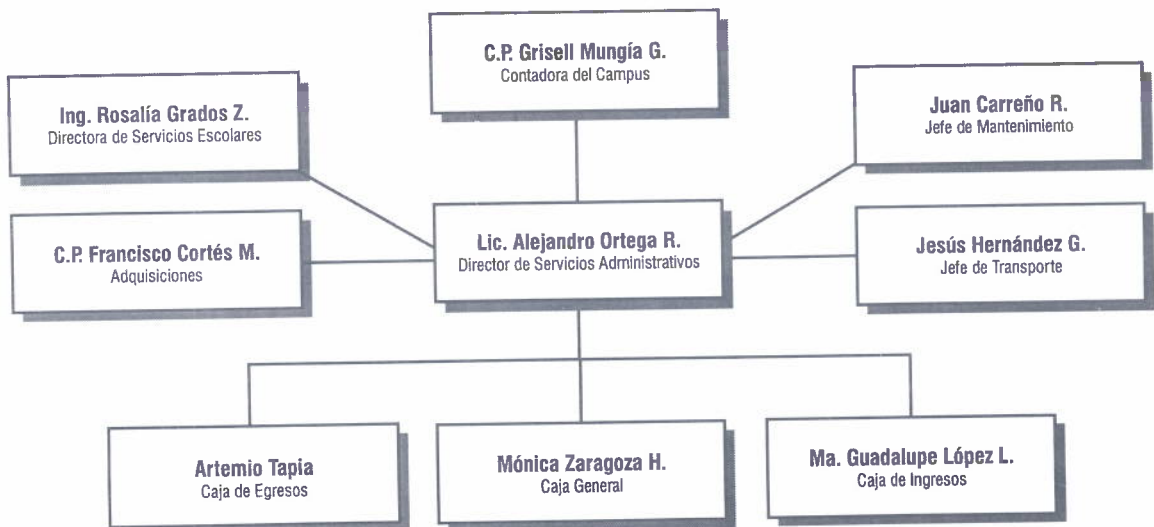 C.P. Grisell Mungía G.
Contadora del Campus
Ing. Rosalía Grados Z.
Directora de Servicios Escolares
Juan Carreño R.
Jefe de Mantenimiento
C.P. Francisco Cortés M.
Adquisiciones
Lic. Alejandro Ortega R.
Director de Servicios Administrativos
Jesús Hernández G.
Jefe de Transporte
Artemio Tapia
Caja de Egresos
Mónica Zaragoza H.
Caja General
Ma. Guadalupe López L.
Caja de Ingresos